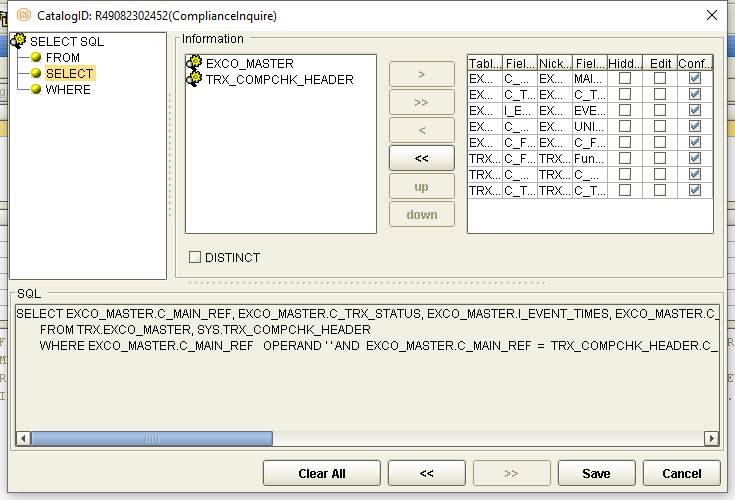 CatalogID: R49082302452(ComplianceInquire)
SELECT SQL
FROM
SELECT
WHERE
Information
EXCO_MASTER
TRX_COMPCHK_HEADER
>
>>
<
<<
up
down
Tabl... Fiel... Nick... Fiel... Hidd... Edit Conf...
EX... C_... EX... MAI...
EX... C_T... EX... C_T...
EX... I_E... EX... EVE...
EX... C_... EX... UNI...
EX... C_F... EX... C_F...
TRX... C_F... TRX... Fun...
TRX... C_... TRX... C_...
TRX... C_T... TRX... C_T...
DISTINCT
SQL
SELECT EXCO_MASTER.C_MAIN_REF, EXCO_MASTER.C_TRX_STATUS, EXCO_MASTER.I_EVENT_TIMES, EXCO_MASTER.C_
FROM TRX.EXCO_MASTER, SYS.TRX_COMPCHK_HEADER
WHERE EXCO_MASTER.C_MAIN_REF OPERAND ' ' AND EXCO_MASTER.C_MAIN_REF = TRX_COMPCHK_HEADER.C_
Clear All << >> Save Cancel